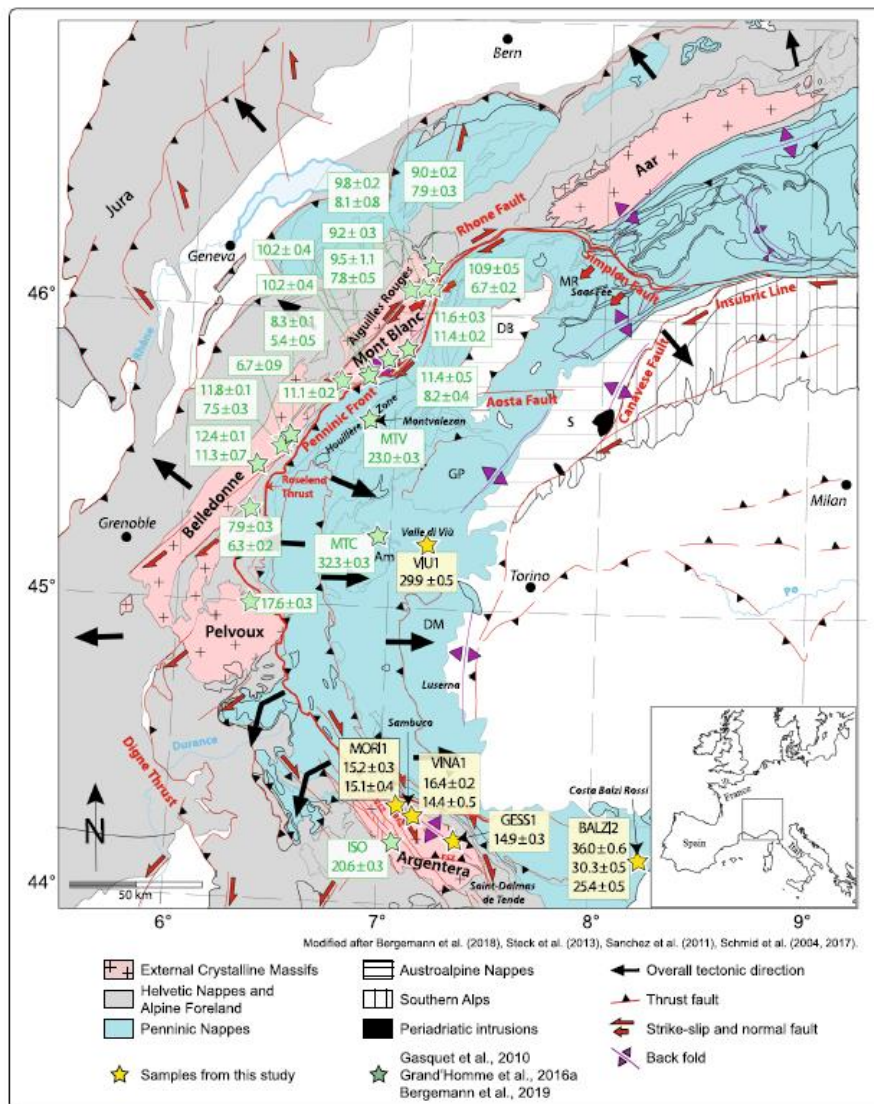 Bern
Jura
Geneva
Rhône
Aar
Rhone Fault
Simplon Fault
MR
Saas Fee
Insubric Line
Canavese Fault
46°
9.8±0.2
8.1±0.8
9.0±0.2
7.9±0.3
9.2±0.3
10.2±0.4
9.5±1.1
7.8±0.5
10.2±0.4
Aiguilles Rouges
Mont Blanc
10.9±0.5
6.7±0.2
DB
8.3±0.1
5.4±0.5
11.6±0.3
11.4±0.2
6.7±0.9
11.1±0.2
11.4±0.5
8.2±0.4
11.8±0.1
7.5±0.3
12.4±0.1
11.3±0.7
Penninic Front
Houillère Zone
Montvalezan
Aosta Fault
S
MTV
23.0±0.3
GP
Roselend
Thrust
Belledonne
Grenoble
Milan
7.9±0.3
6.3±0.2
MTC
32.3±0.3
Am
Valle di Viù
VIU1
29.9±0.5
Torino
Po
45°
17.6±0.3
Pelvoux
DM
Luserna
Durance
Digne Thrust
Sambuco
MORI1
15.2±0.3
15.1±0.4
VINA1
16.4±0.2
14.4±0.5
GESS1
14.9±0.3
Costa Balzi Rossi
BALZI2
36.0±0.6
30.3±0.5
25.4±0.5
ISO
20.6±0.3
Argentera
Saint-Dalmas
de Tende
N
44°
50 km
France
Spain
Italy
6°
7°
8°
9°
Modified after Bergemann et al. (2018), Steck et al. (2013), Sanchez et al. (2011), Schmid et al. (2004, 2017).
External Crystalline Massifs
Helvetic Nappes and
Alpine Foreland
Penninic Nappes
Samples from this study
Austroalpine Nappes
Southern Alps
Periadriatic intrusions
Gasquet et al., 2010
Grand'Homme et al., 2016a
Bergemann et al., 2019
Overall tectonic direction
Thrust fault
Strike-slip and normal fault
Back fold